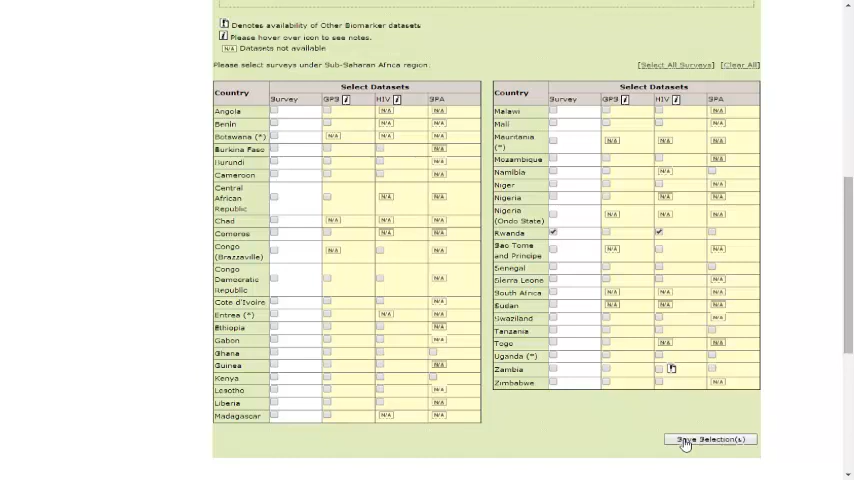 Denotes availability of Other Biomarker datasets
Please hover over icon to see notes.
N/A Datasets not available
Please select surveys under Sub-Saharan Africa region.
[Select All Surveys] [Clear All]
Country Select Datasets
Survey GPS i HIV i SPA
Angola N/A N/A
Benin N/A N/A
Botswana (*) N/A N/A N/A
Burkina Faso N/A
Burundi N/A
Cameroon N/A
Central African Republic N/A N/A
Chad N/A N/A N/A
Comoros N/A N/A
Congo (Brazzaville) N/A N/A
Congo Democratic Republic N/A
Cote d'Ivoire N/A
Eritrea (*) N/A N/A
Ethiopia N/A
Gabon N/A
Ghana
Guinea N/A
Kenya
Lesotho N/A
Liberia N/A
Madagascar N/A N/A
Country Select Datasets
Survey GPS i HIV i SPA
Malawi N/A
Mali N/A
Mauritania (*) N/A N/A N/A
Mozambique N/A
Namibia N/A
Niger N/A
Nigeria N/A N/A
Nigeria (Ondo State) N/A N/A N/A
Rwanda
Sao Tome and Principe N/A N/A
Senegal
Sierra Leone N/A
South Africa N/A N/A N/A
Sudan N/A N/A N/A
Swaziland N/A
Tanzania
Togo N/A N/A
Uganda (*)
Zambia
Zimbabwe N/A
Save Selection(s)